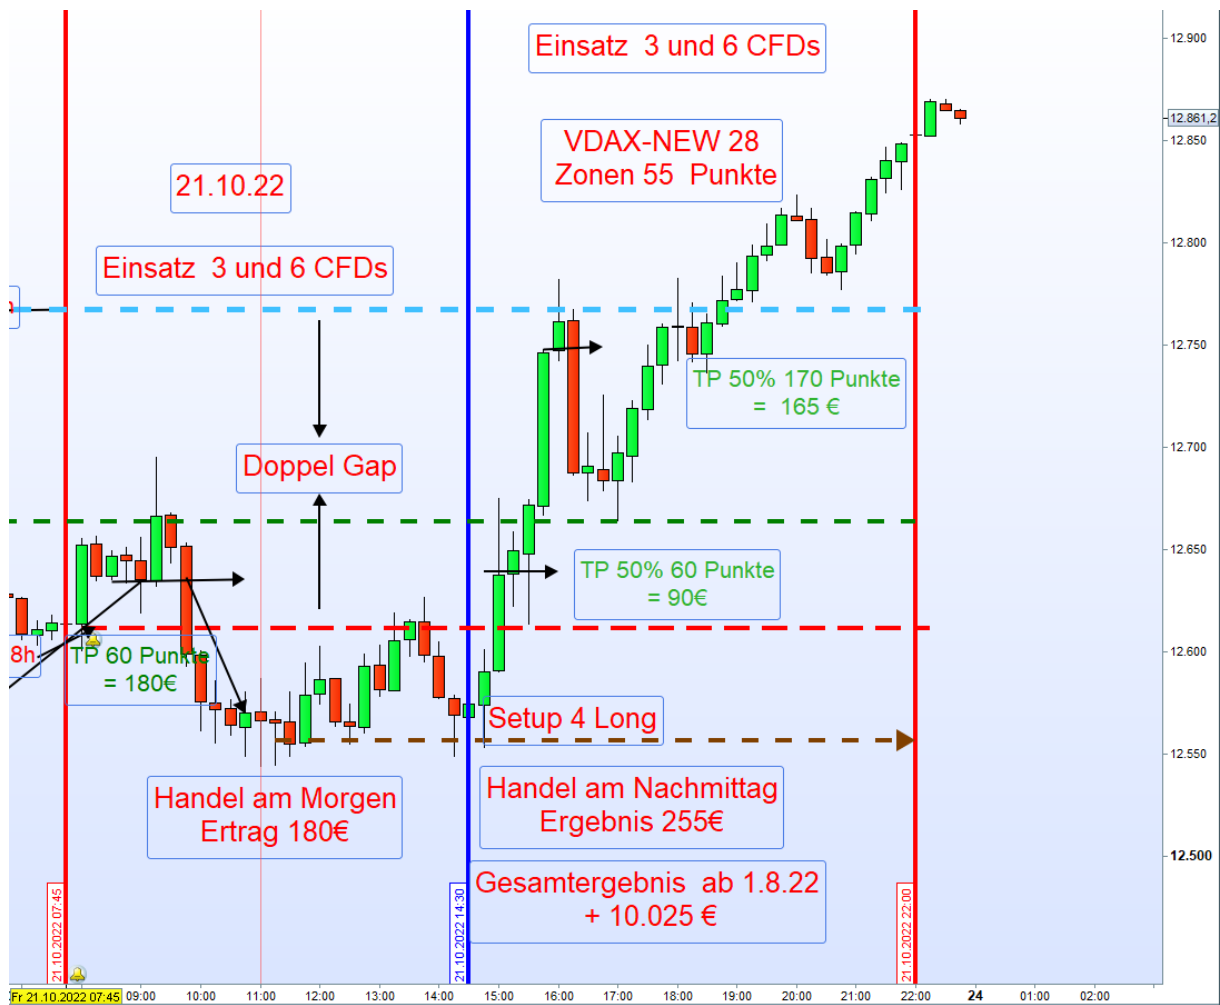 Einsatz 3 und 6 CFDs
VDAX-NEW 28
Zonen 55 Punkte
21.10.22
Einsatz 3 und 6 CFDs
TP 50% 170 Punkte
= 165 €
Doppel Gap
TP 50% 60 Punkte
= 90€
8h
TP 60 Punkte
= 180€
Setup 4 Long
Handel am Morgen
Ertrag 180€
Handel am Nachmittag
Ergebnis 255€
Gesamtergebnis ab 1.8.22
+ 10.025 €
21.10.2022 07:45
21.10.2022 14:30
21.10.2022 22:00
12.900
12.861,2
12.850
12.800
12.750
12.700
12.650
12.600
12.550
12.500
Fr 21.10.2022 07:45 09:00 10:00 11:00 12:00 13:00 14:00 15:00 16:00 17:00 18:00 19:00 20:00 21:00 22:00 24 01:00 02:00